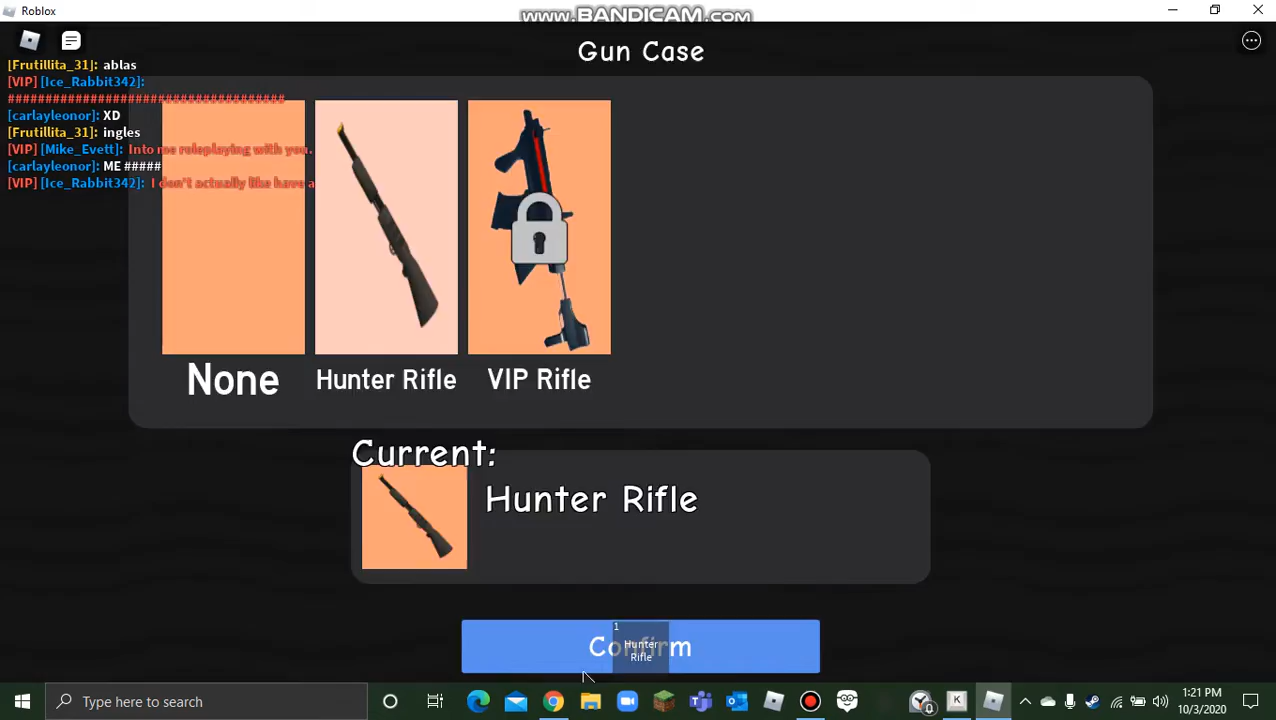 Roblox
www.BANDICAM.com
Gun Case
[Frutillita_31]: ablas
[VIP] [Ice_Rabbit342]:
####################################
[carlayleonor]: XD
[Frutillita_31]: ingles
[VIP] [Mike_Evett]: Into me roleplaying with you.
[carlayleonor]: ME #####
[VIP] [Ice_Rabbit342]: I don't actually like have a
None
Hunter Rifle
VIP Rifle
Current:
Hunter Rifle
Confirm
1
Hunter
Rifle
Type here to search
0
K
1:21 PM
10/3/2020